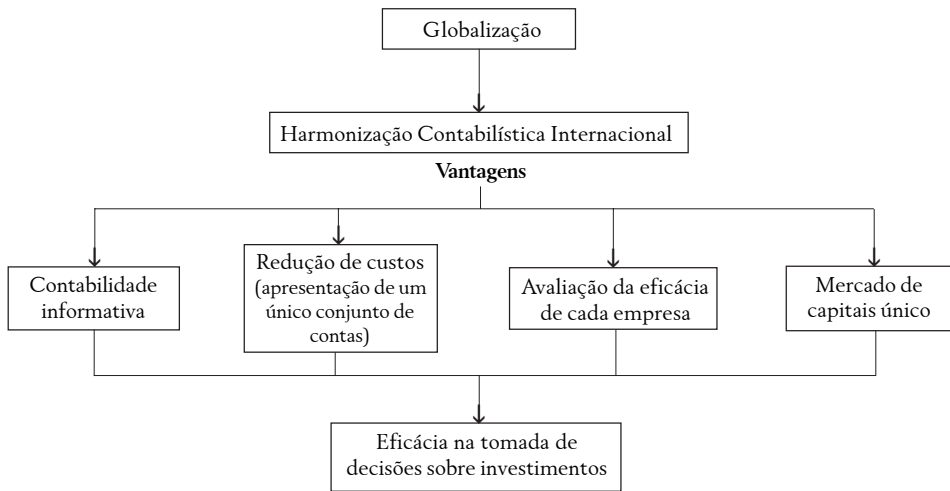 Globalização
Harmonização Contabilística Internacional
Vantagens
Contabilidade
informativa
Redução de custos
(apresentação de um
único conjunto de
contas)
Avaliação da eficácia
de cada empresa
Mercado de
capitais único
Eficácia na tomada de
decisões sobre investimentos